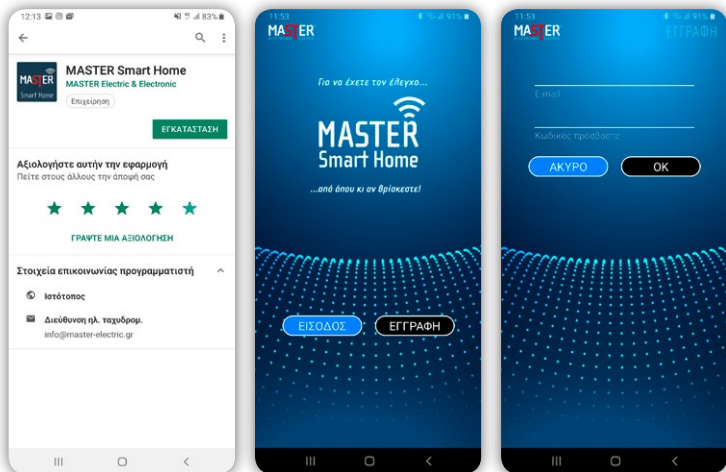 12:13
83%
MASTER
Smart Home
MASTER Smart Home
MASTER Electric & Electronic
Επιχείρηση
ΕΓΚΑΤΑΣΤΑΣΗ
Αξιολογήστε αυτήν την εφαρμογή
Πείτε στους άλλους την άποψή σας
ΓΡΑΨΤΕ ΜΙΑ ΑΞΙΟΛΟΓΗΣΗ
Στοιχεία επικοινωνίας προγραμματιστή
Ιστότοπος
Διεύθυνση ηλ. ταχυδρομ.
info@master-electric.gr
11:53
91%
MASTER
Για να έχετε τον έλεγχο...
MASTER
Smart Home
...από όπου κι αν βρίσκεστε!
ΕΙΣΟΔΟΣ
ΕΓΓΡΑΦΗ
11:53
91%
MASTER
ΕΓΓΡΑΦΗ
E-mail
Κωδικός πρόσβασης
ΑΚΥΡΟ
OK